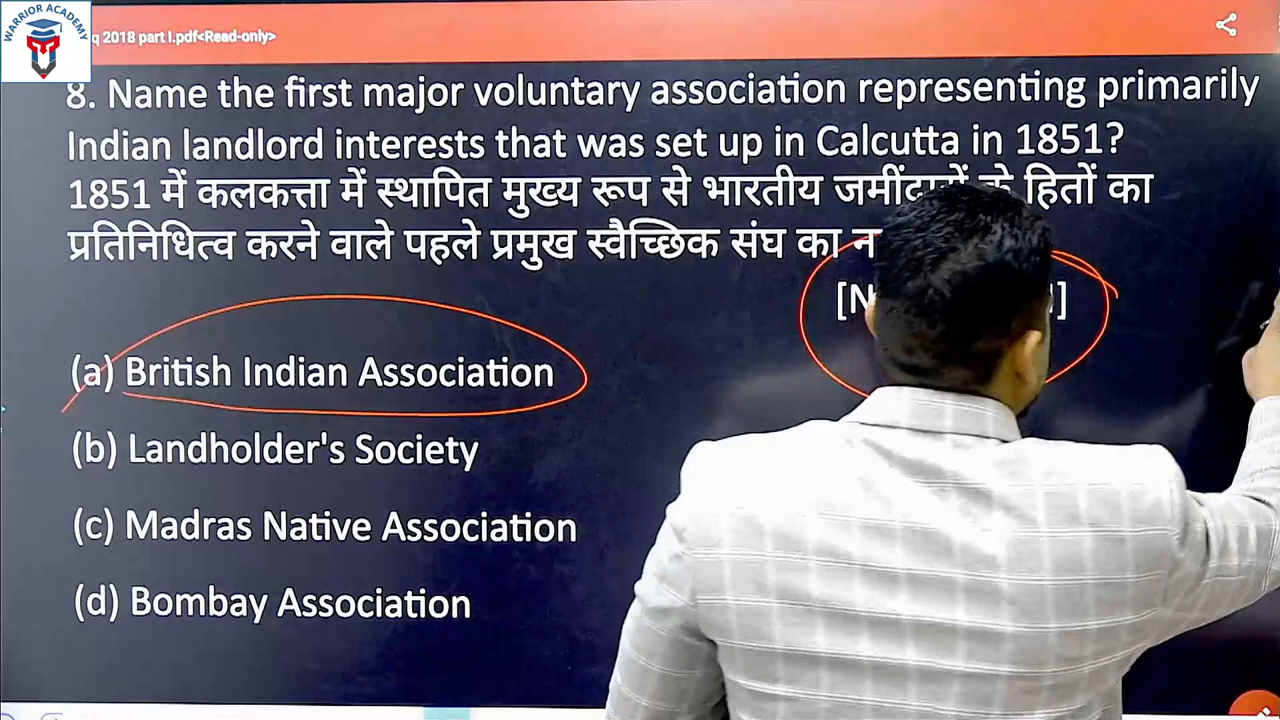 WARRIOR ACADEMY
q 2018 part I.pdf<Read-only>
8. Name the first major voluntary association representing primarily
Indian landlord interests that was set up in Calcutta in 1851?
1851 में कलकत्ता में स्थापित मुख्य रूप से भारतीय हितों का
प्रतिनिधित्व करने वाले पहले प्रमुख स्वैच्छिक संघ का
(a) British Indian Association
(b) Landholder's Society
(c) Madras Native Association
(d) Bombay Association